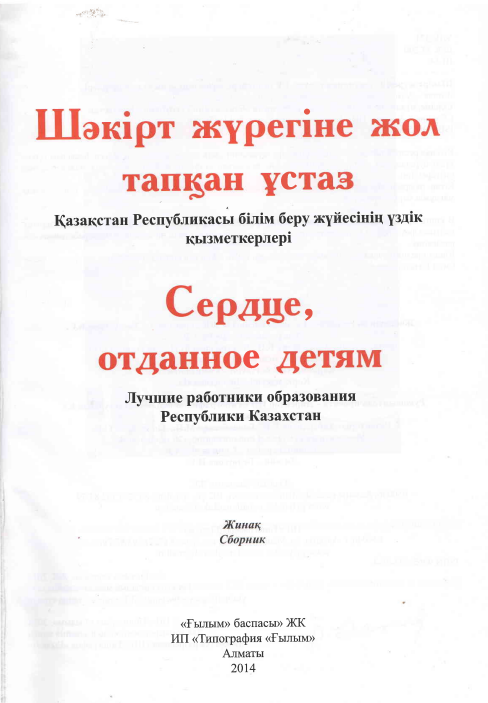 Шәкірт жүрегіне жол
тапқан ұстаз
Қазақстан Республикасы білім беру жүйесінің үздік
қызметкерлері
Сердце,
отданное детям
Лучшие работники образования
Республики Казахстан
Жинақ
Сборник
«Ғылым» баспасы» ЖК
ИП «Типография «Ғылым»
Алматы
2014